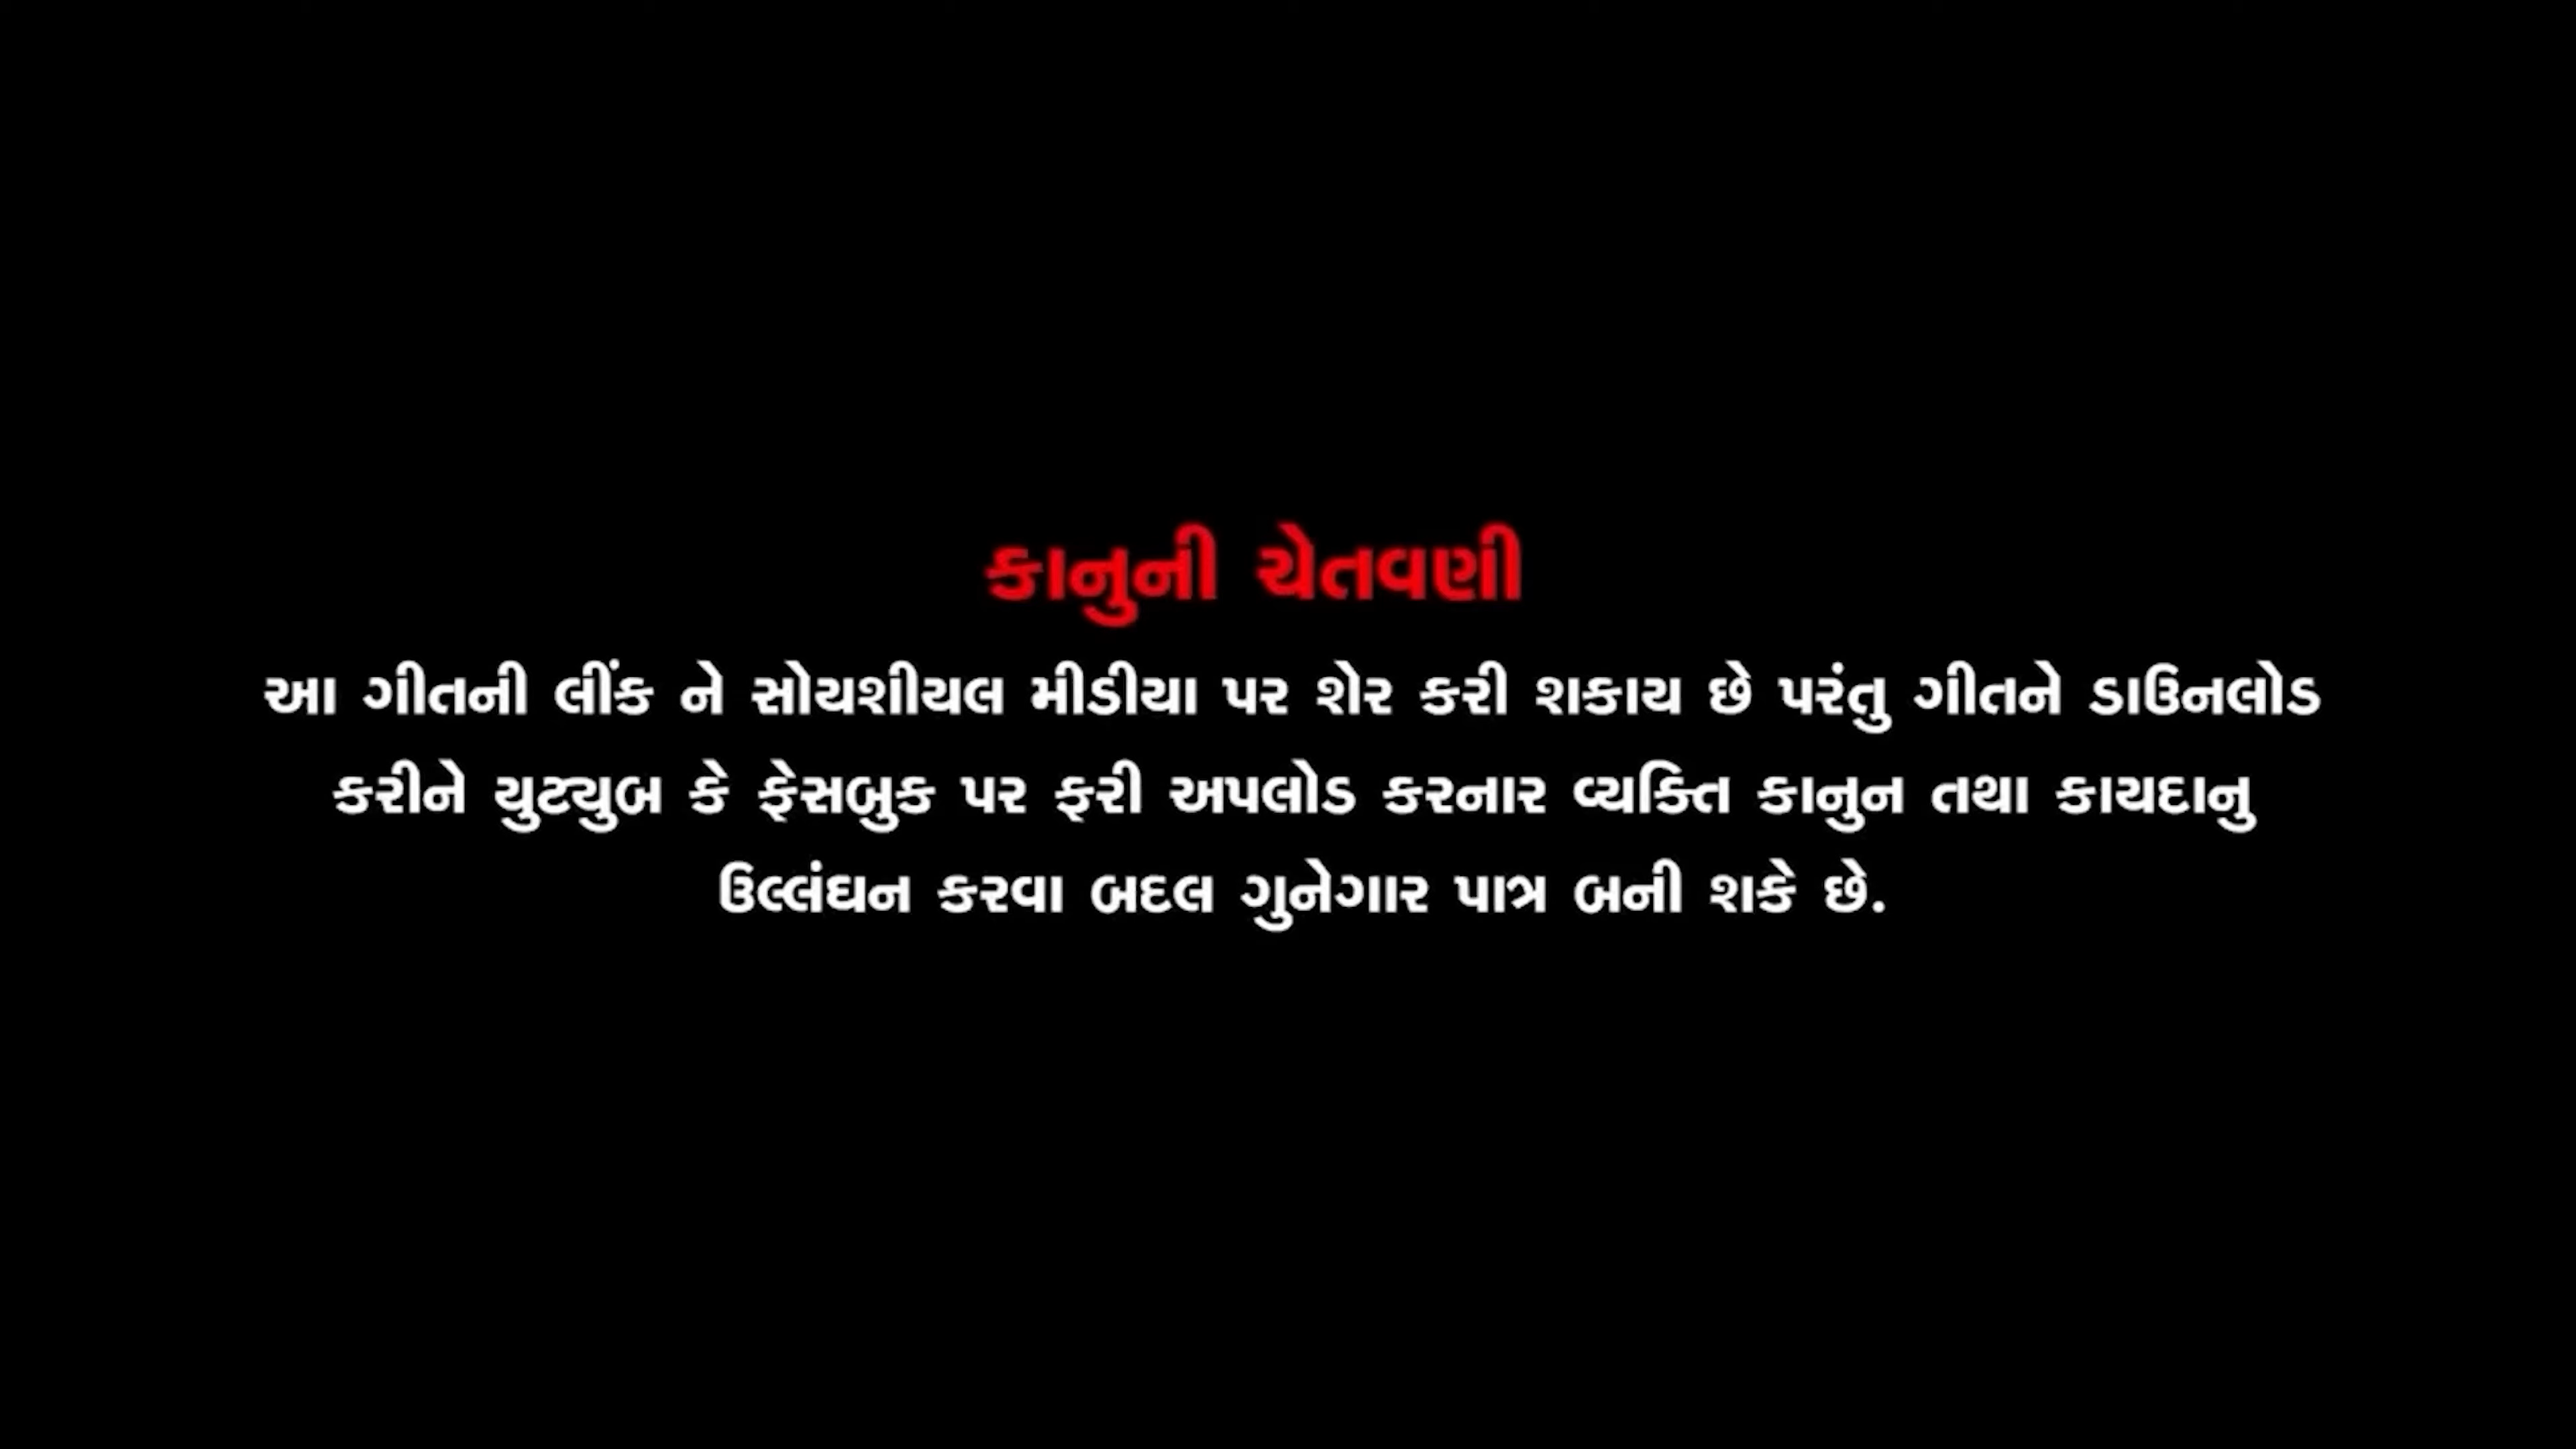 કાનુની ચેતવણી
આ ગીતની લીંક ને સોયશીયલ મીડીયા પર શેર કરી શકાય છે પરંતુ ગીતને ડાઉનલોડ
કરીને યુટ્યુબ કે ફેસબુક પર ફરી અપલોડ કરનાર વ્યક્તિ કાનુન તથા કાયદાનુ
ઉલ્લંઘન કરવા બદલ ગુનેગાર પાત્ર બની શકે છે.